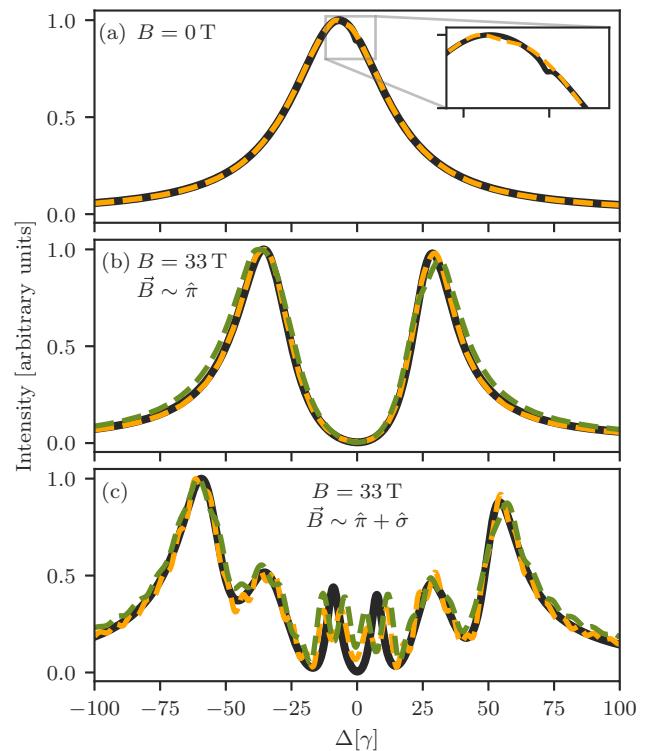 (a) B = 0 T
1.0
0.5
0.0
(b) B = 33 T
B⃗ ∼ π̂
1.0
0.5
0.0
Intensity [arbitrary units]
(c) B = 33 T
B⃗ ∼ π̂ + σ̂
1.0
0.5
0.0
−100 −75 −50 −25 0 25 50 75 100
Δ[γ]